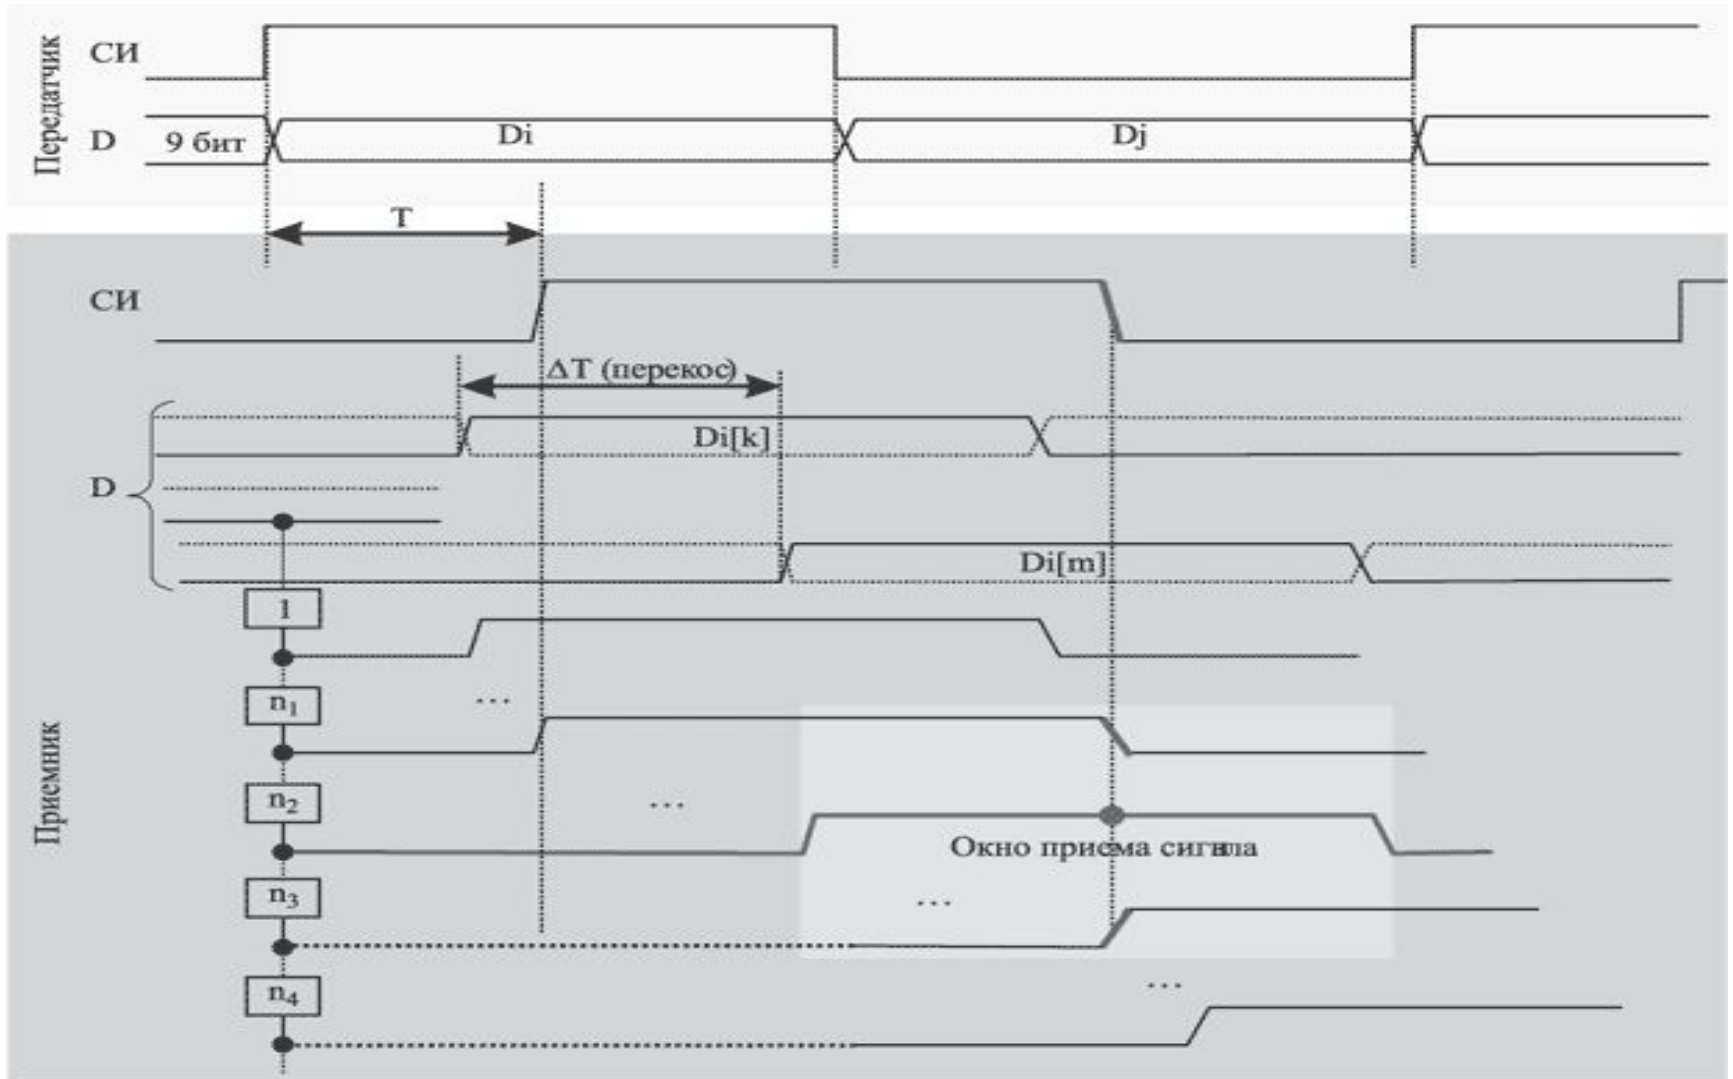 Передатчик
СИ
D
9 бит
Di
Dj
T
СИ
ΔT (перекос)
Di[k]
D
Di[m]
1
...
n1
...
n2
Окно приема сигнала
...
n3
...
n4
Приемник